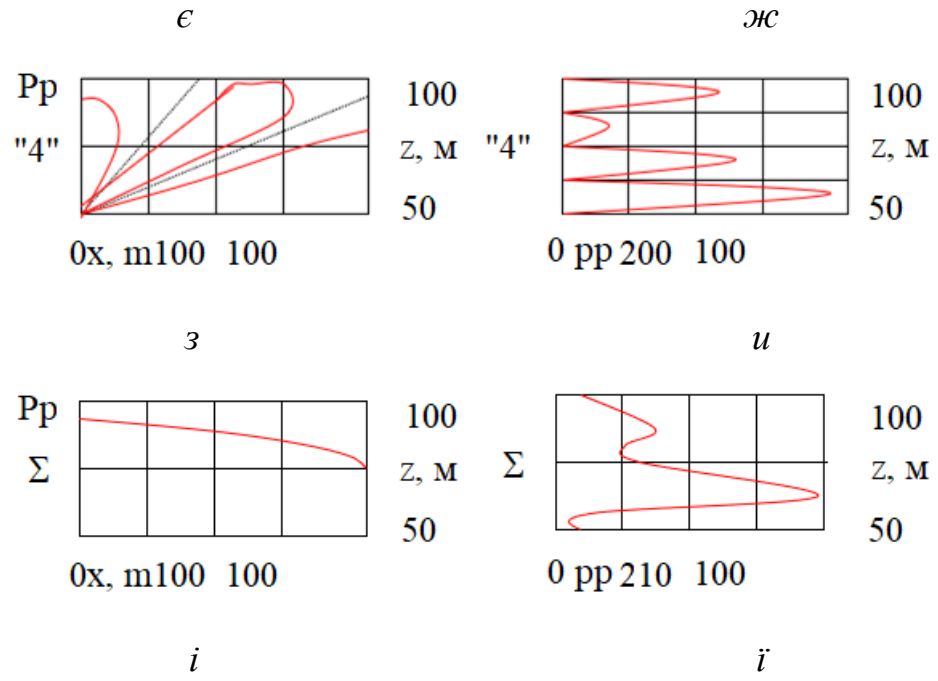 є ж
Pp 100 100
"4" z, м "4" z, м
50 50
0x, m100 100 0 pp 200 100
з и
Pp 100 100
Σ z, м Σ z, м
50 50
0x, m100 100 0 pp 210 100
і ї